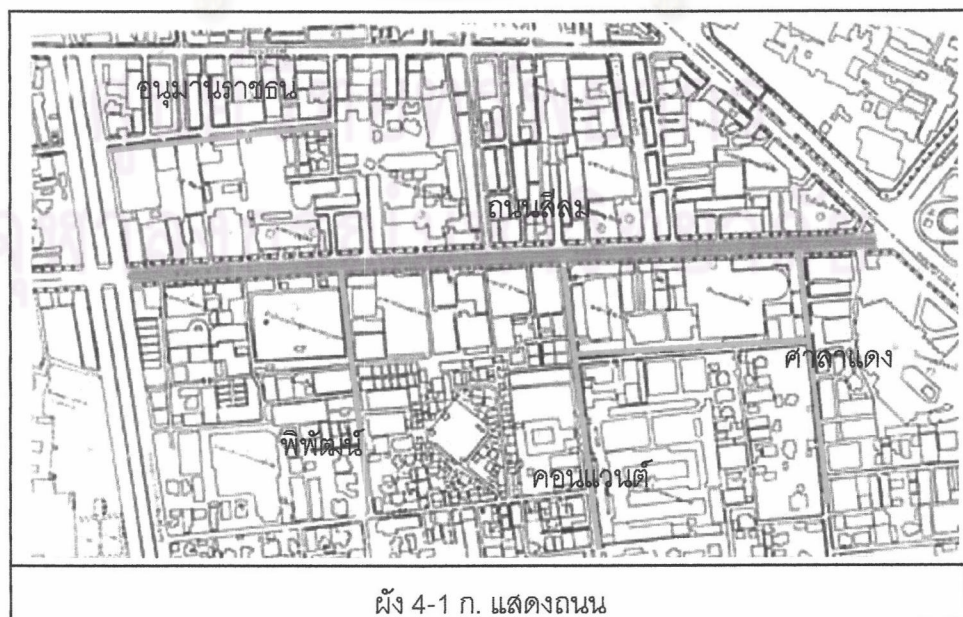 อนุมานราชธน
ถนนสีลม
ศาลาแดง
พิพัฒน์
คอนแวนต์
ผัง 4-1 ก. แสดงถนน